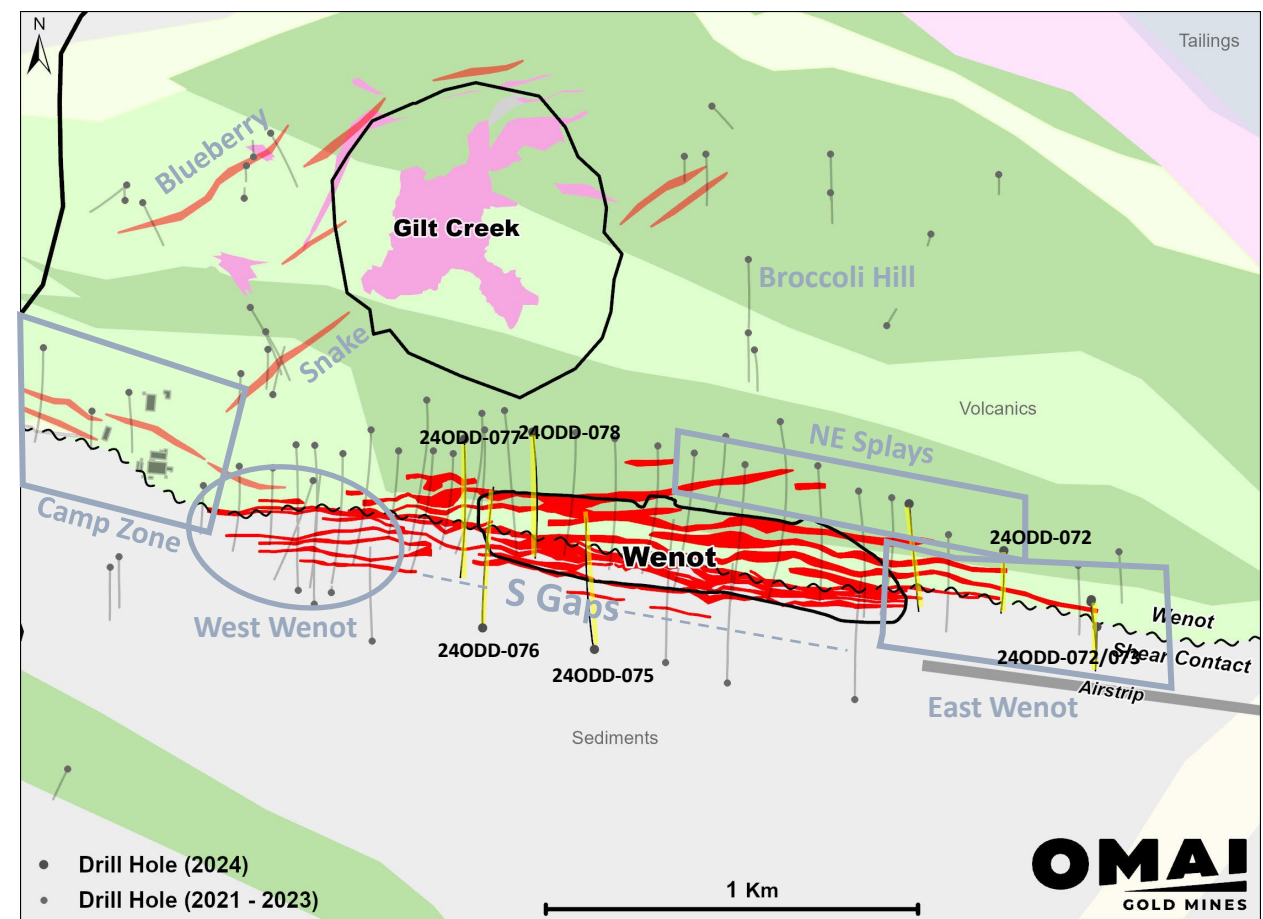 N
Tailings
Blueberry
Gilt Creek
Broccoli Hill
Snake
Volcanics
24ODD-077
24ODD-078
NE Splays
Camp Zone
24ODD-072
Wenot
S Gaps
West Wenot
Wenot
Shear Contact
24ODD-076
24ODD-072/073
24ODD-075
Airstrip
East Wenot
Sediments
Drill Hole (2024)
Drill Hole (2021 - 2023)
1 Km
OMAI
GOLD MINES